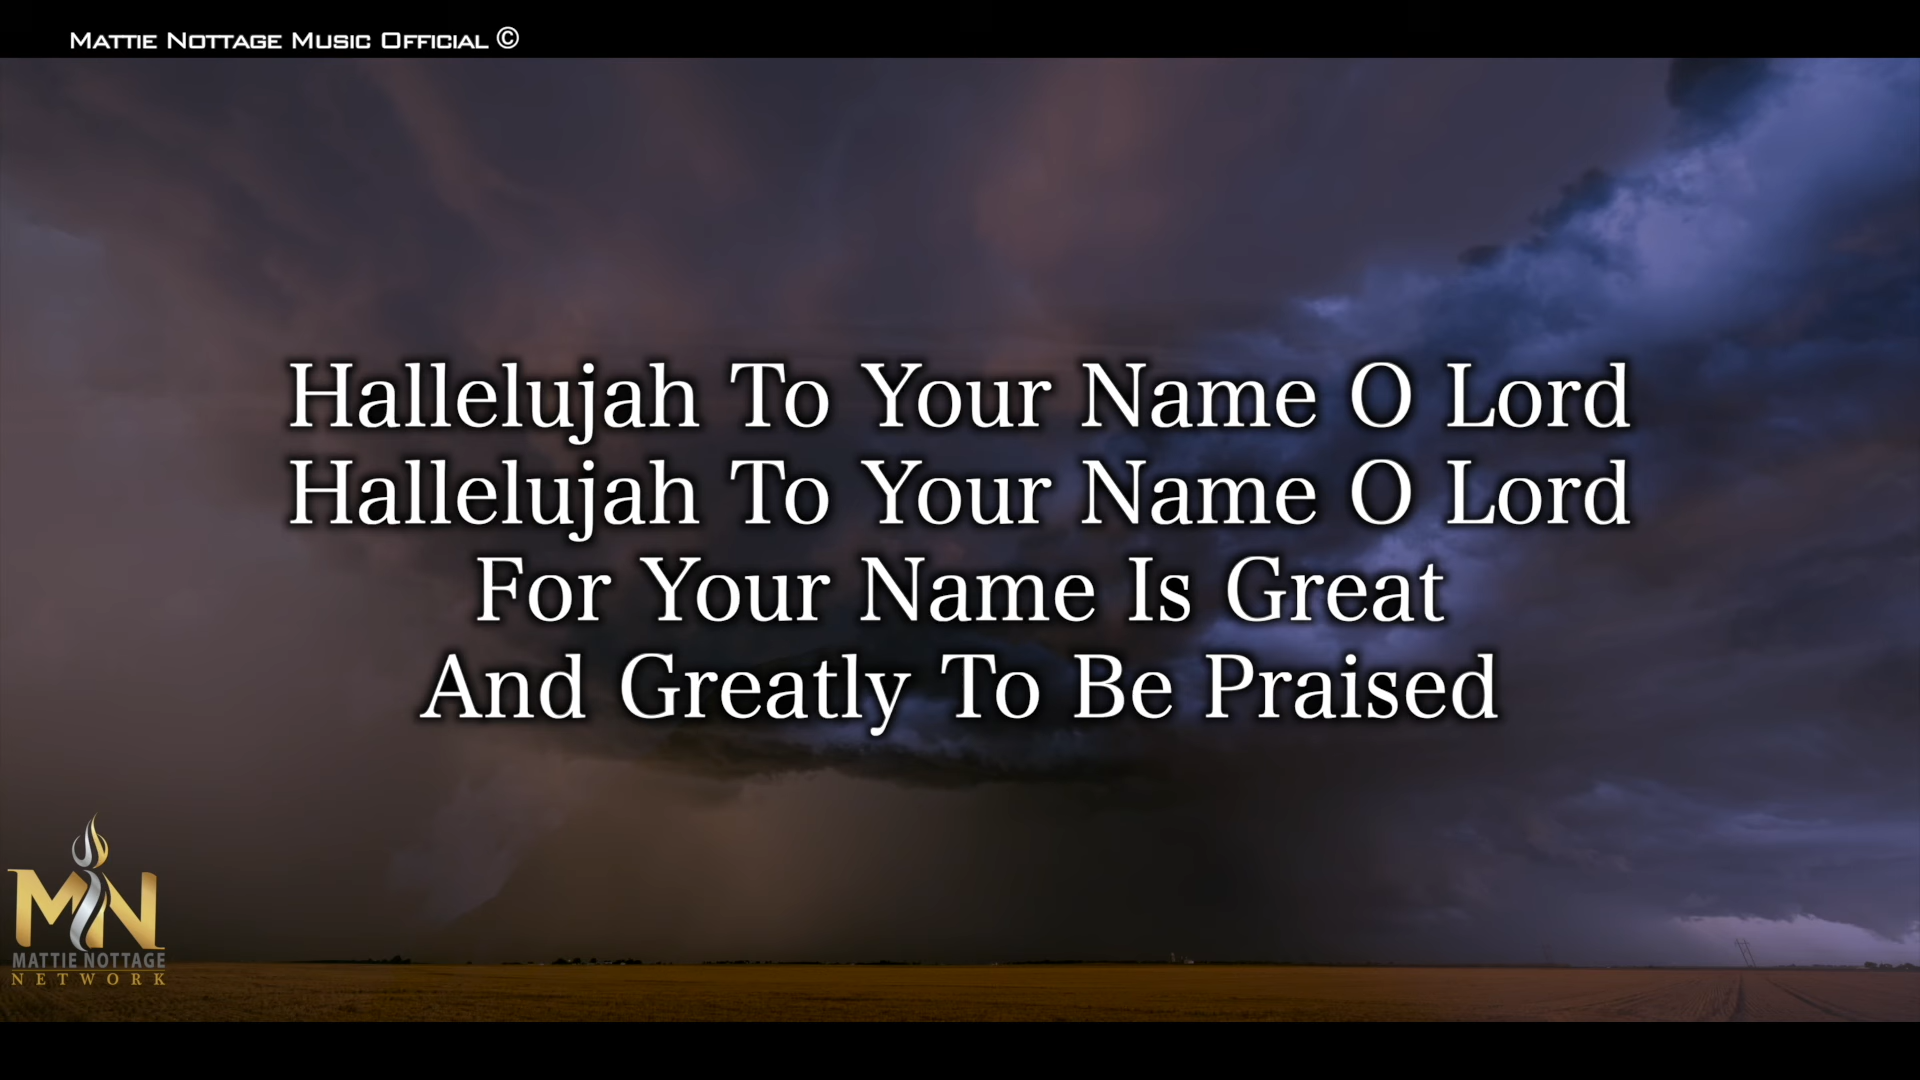 Mattie Nottage Music Official ©
Hallelujah To Your Name O Lord
Hallelujah To Your Name O Lord
For Your Name Is Great
And Greatly To Be Praised
MN
MATTIE NOTTAGE
NETWORK